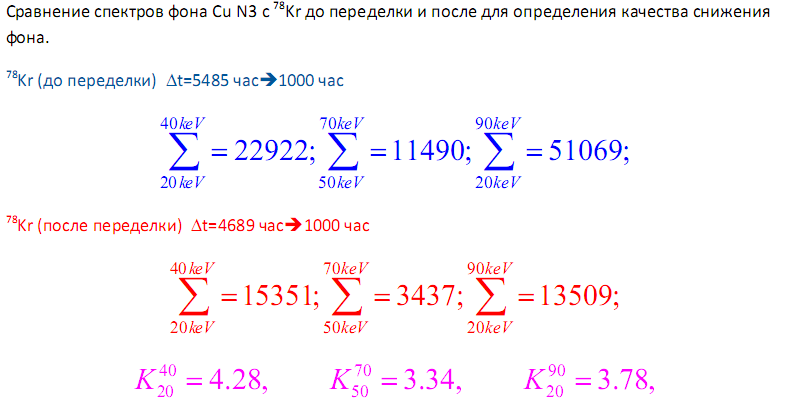 Сравнение спектров фона Cu N3 с ⁷⁸Kr до переделки и после для определения качества снижения
фона.
⁷⁸Kr (до переделки) Δt=5485 час➔1000 час
40keV 70keV 90keV
∑ = 22922; ∑ = 11490; ∑ = 51069;
20keV 50keV 20keV
⁷⁸Kr (после переделки) Δt=4689 час➔1000 час
40keV 70keV 90keV
∑ = 15351; ∑ = 3437; ∑ = 13509;
20keV 50keV 20keV
K₂₀⁴⁰ = 4.28, K₅₀⁷⁰ = 3.34, K₂₀⁹⁰ = 3.78,